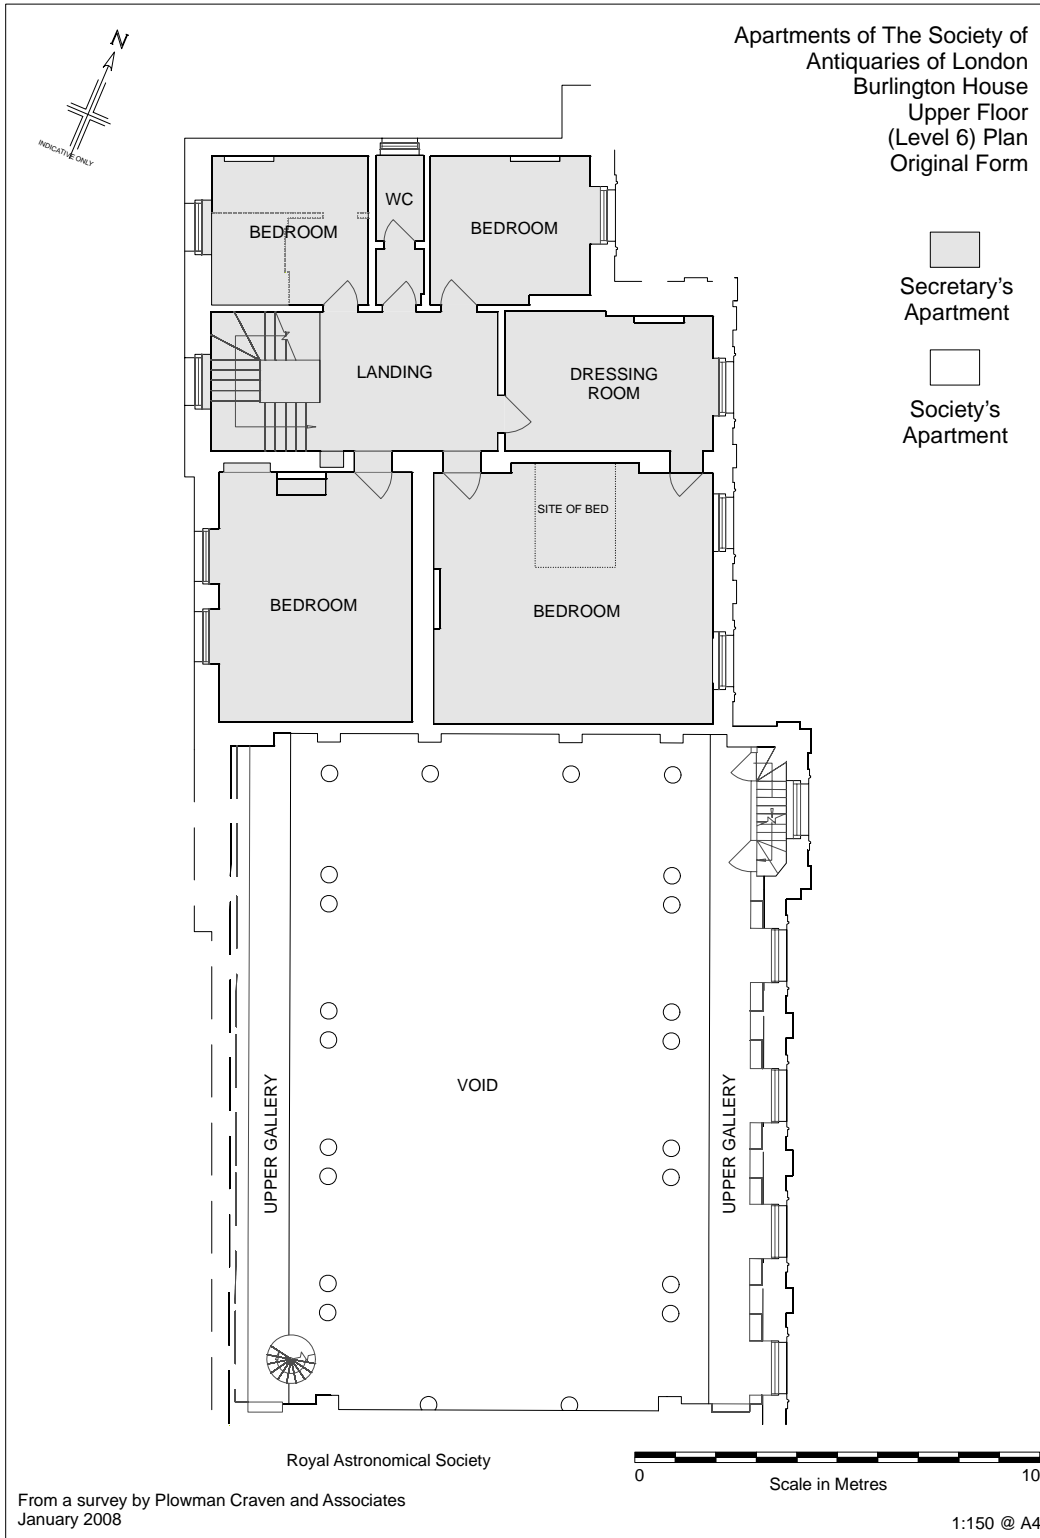 Apartments of The Society of
Antiquaries of London
Burlington House
Upper Floor
(Level 6) Plan
Original Form
N
INDICATIVE ONLY
Secretary's
Apartment
Society's
Apartment
WC
BEDROOM
BEDROOM
LANDING
DRESSING
ROOM
SITE OF BED
BEDROOM
BEDROOM
UPPER GALLERY
VOID
UPPER GALLERY
Royal Astronomical Society
0
10
Scale in Metres
From a survey by Plowman Craven and Associates
January 2008
1:150 @ A4